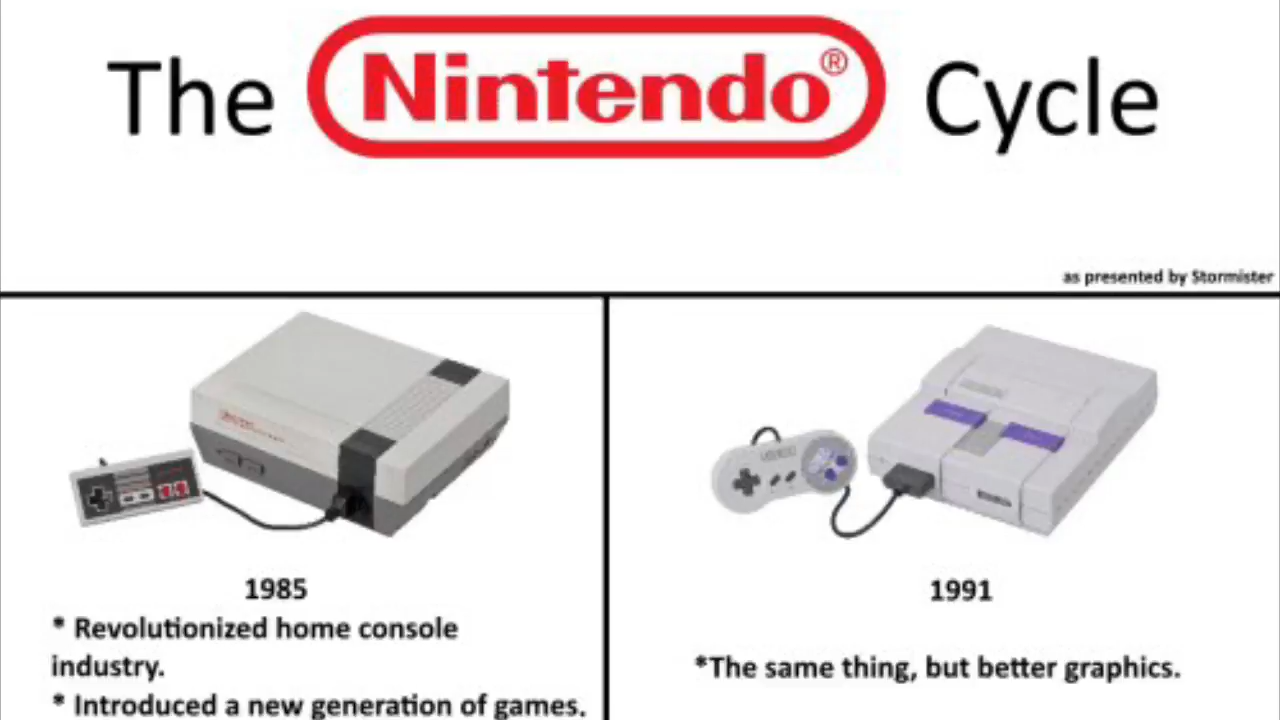 The Nintendo® Cycle
as presented by Stormister
1985
* Revolutionized home console
industry.
* Introduced a new generation of games.
1991
*The same thing, but better graphics.